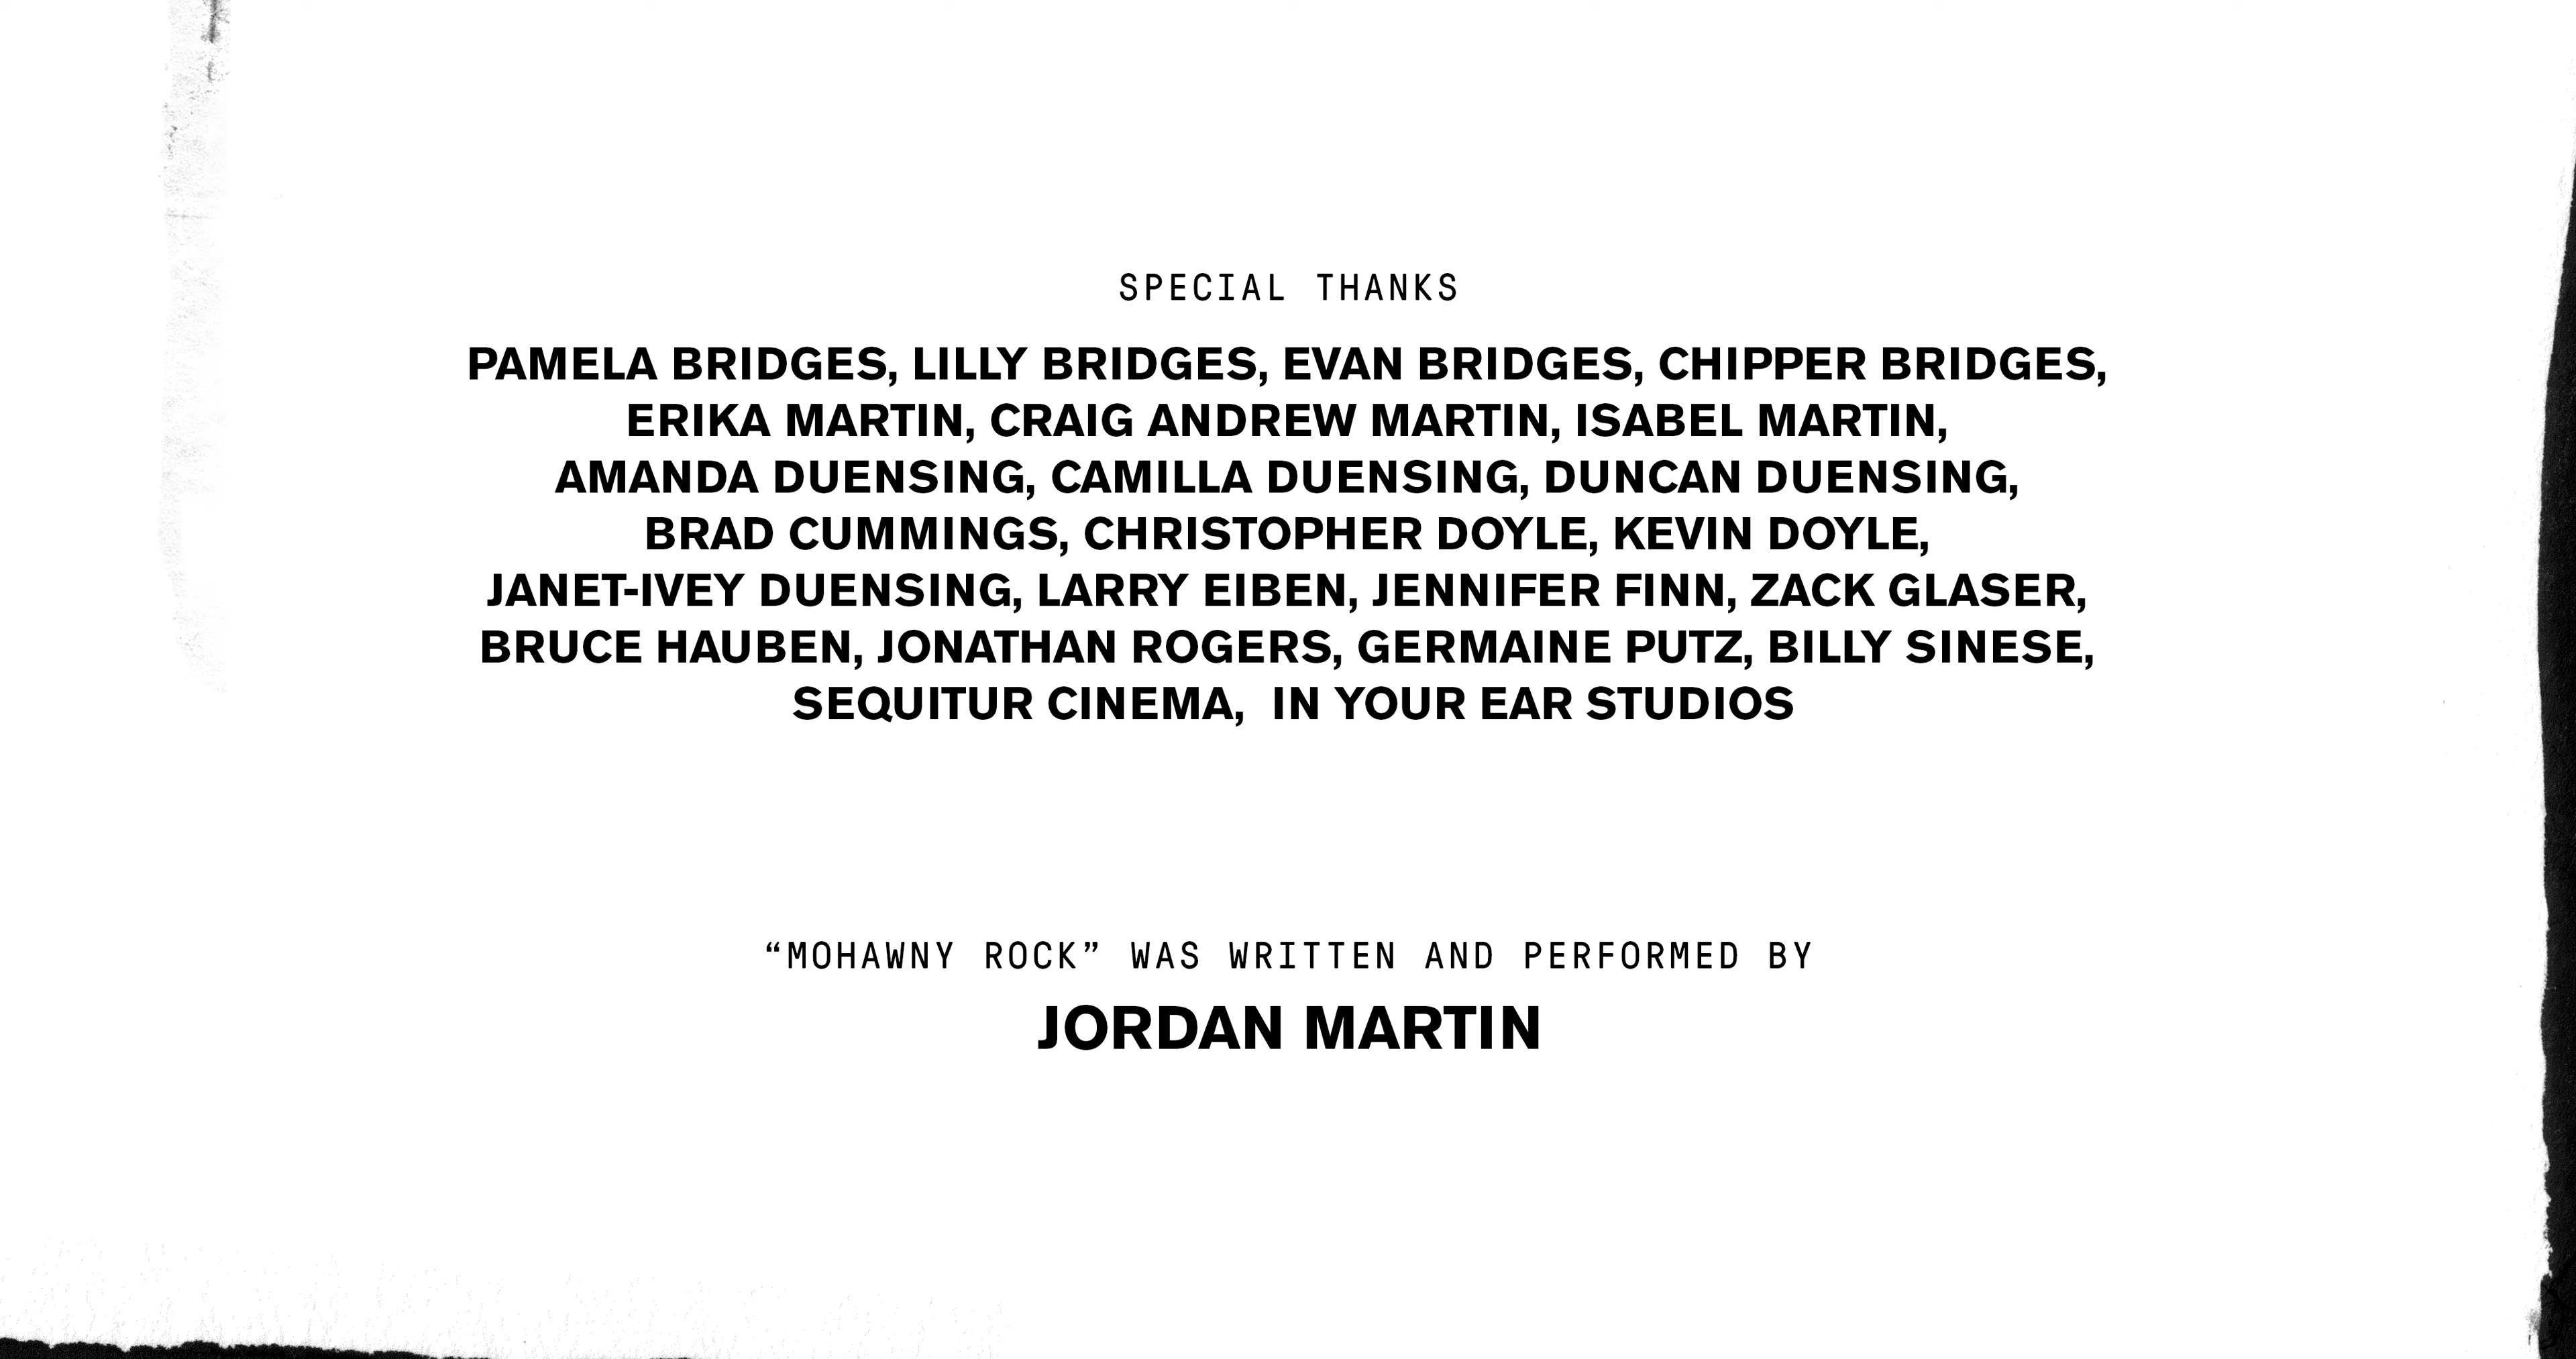 SPECIAL THANKS
PAMELA BRIDGES, LILLY BRIDGES, EVAN BRIDGES, CHIPPER BRIDGES,
ERIKA MARTIN, CRAIG ANDREW MARTIN, ISABEL MARTIN,
AMANDA DUENSING, CAMILLA DUENSING, DUNCAN DUENSING,
BRAD CUMMINGS, CHRISTOPHER DOYLE, KEVIN DOYLE,
JANET-IVEY DUENSING, LARRY EIBEN, JENNIFER FINN, ZACK GLASER,
BRUCE HAUBEN, JONATHAN ROGERS, GERMAINE PUTZ, BILLY SINESE,
SEQUITUR CINEMA,  IN YOUR EAR STUDIOS
“MOHAWNY ROCK” WAS WRITTEN AND PERFORMED BY
JORDAN MARTIN